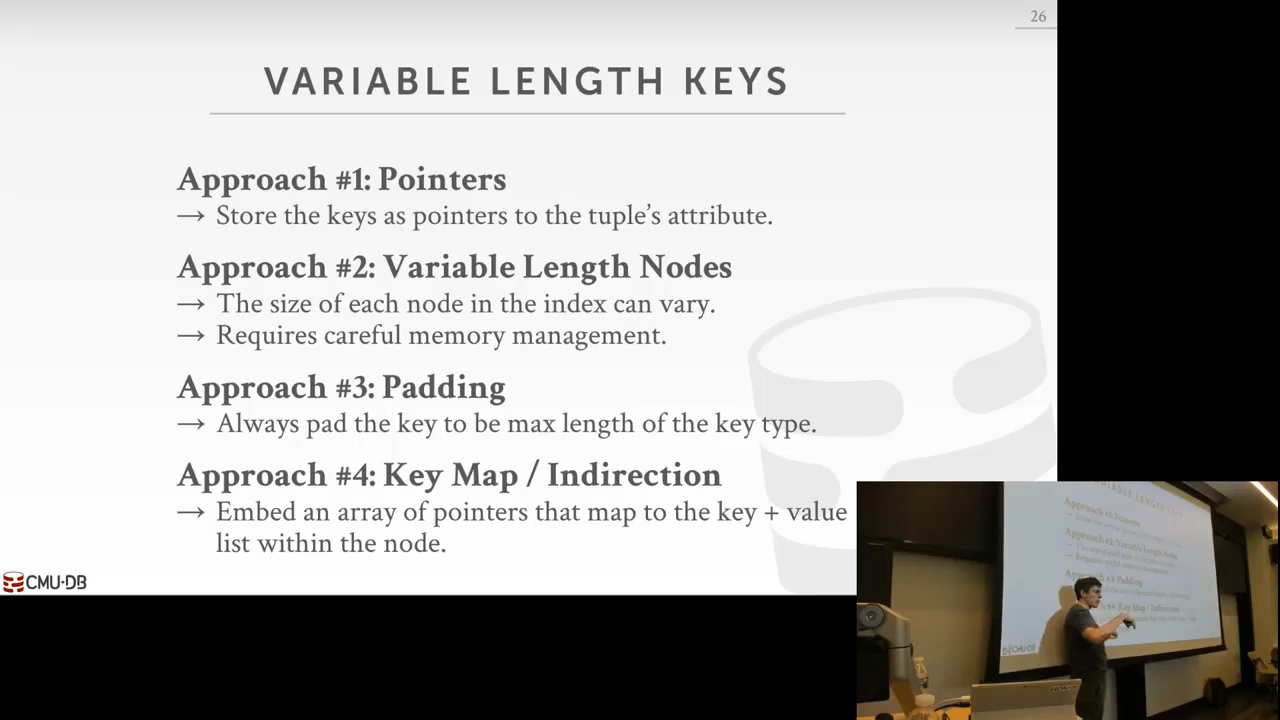 26
VARIABLE LENGTH KEYS
Approach #1: Pointers
→ Store the keys as pointers to the tuple's attribute.
Approach #2: Variable Length Nodes
→ The size of each node in the index can vary.
→ Requires careful memory management.
Approach #3: Padding
→ Always pad the key to be max length of the key type.
Approach #4: Key Map / Indirection
→ Embed an array of pointers that map to the key + value
list within the node.
CMU·DB